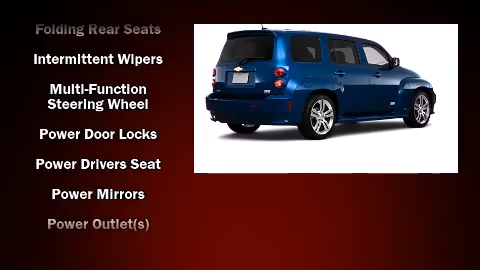 Folding Rear Seats
Intermittent Wipers
Multi-Function
Steering Wheel
Power Door Locks
Power Drivers Seat
Power Mirrors
Power Outlet(s)